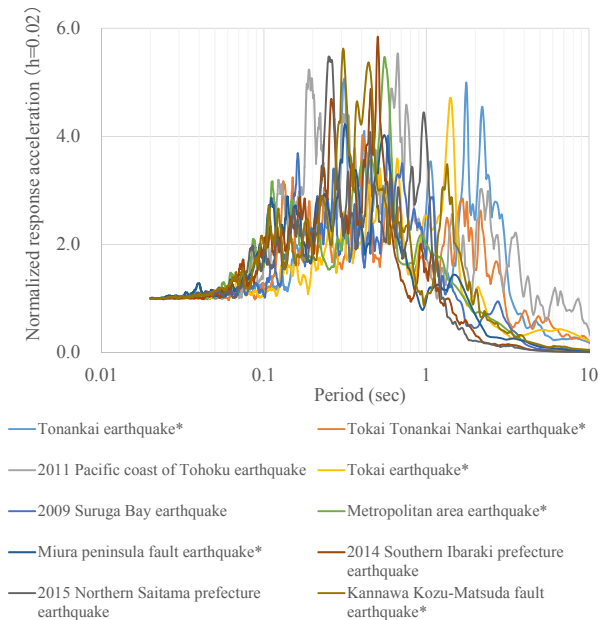 Normalized response acceleration (h=0.02)
6.0
4.0
2.0
0.0
0.01
0.1
1
10
Period (sec)
Tonankai earthquake*
Tokai Tonankai Nankai earthquake*
2011 Pacific coast of Tohoku earthquake
Tokai earthquake*
2009 Suruga Bay earthquake
Metropolitan area earthquake*
Miura peninsula fault earthquake*
2014 Southern Ibaraki prefecture
earthquake
2015 Northern Saitama prefecture
earthquake
Kannawa Kozu-Matsuda fault
earthquake*